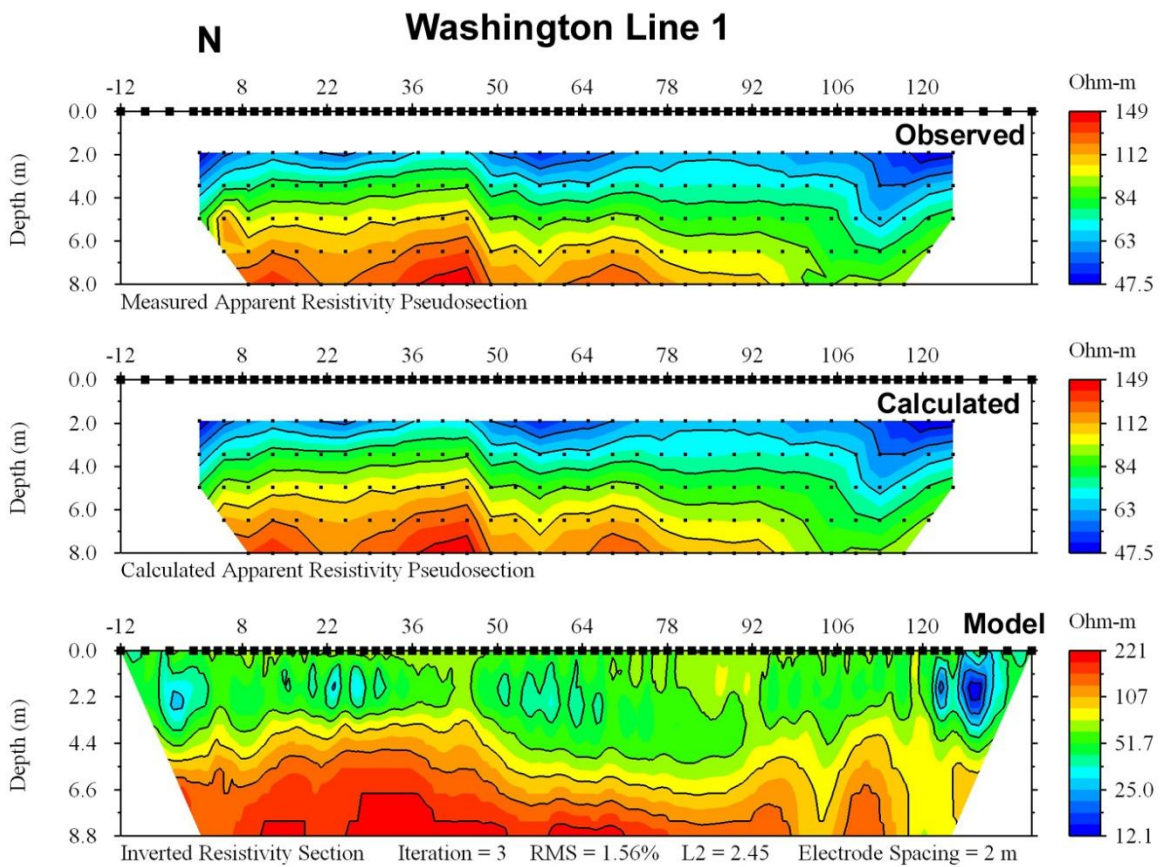 Washington Line 1
N
-12 8 22 36 50 64 78 92 106 120
Ohm-m
0.0
2.0
4.0
6.0
8.0
Depth (m)
Observed
149
112
84
63
47.5
Measured Apparent Resistivity Pseudosection
-12 8 22 36 50 64 78 92 106 120
Ohm-m
0.0
2.0
4.0
6.0
8.0
Depth (m)
Calculated
149
112
84
63
47.5
Calculated Apparent Resistivity Pseudosection
-12 8 22 36 50 64 78 92 106 120
Model
Ohm-m
0.0
2.2
4.4
6.6
8.8
Depth (m)
221
107
51.7
25.0
12.1
Inverted Resistivity Section Iteration = 3 RMS = 1.56% L2 = 2.45 Electrode Spacing = 2 m